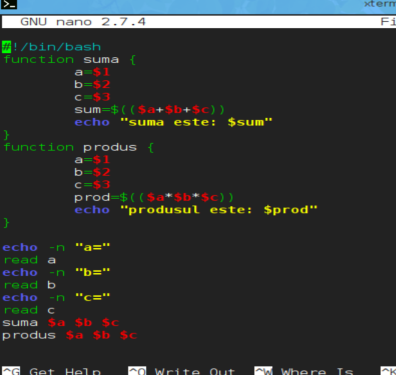 xterm
GNU nano 2.7.4
#!/bin/bash
function suma {
a=$1
b=$2
c=$3
sum=$(($a+$b+$c))
echo "suma este: $sum"
}
function produs {
a=$1
b=$2
c=$3
prod=$(($a*$b*$c))
echo "produsul este: $prod"
}
echo -n "a="
read a
echo -n "b="
read b
echo -n "c="
read c
suma $a $b $c
produs $a $b $c
^G Get Help ^O Write Out ^W Where Is ^K